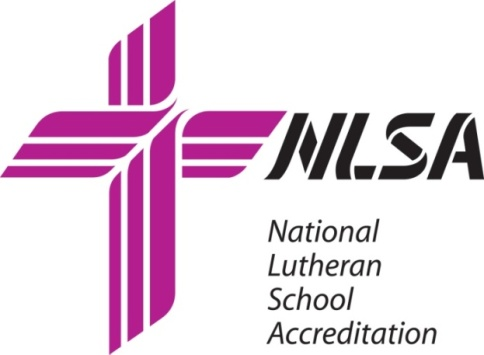 NLSA
National
Lutheran
School
Accreditation